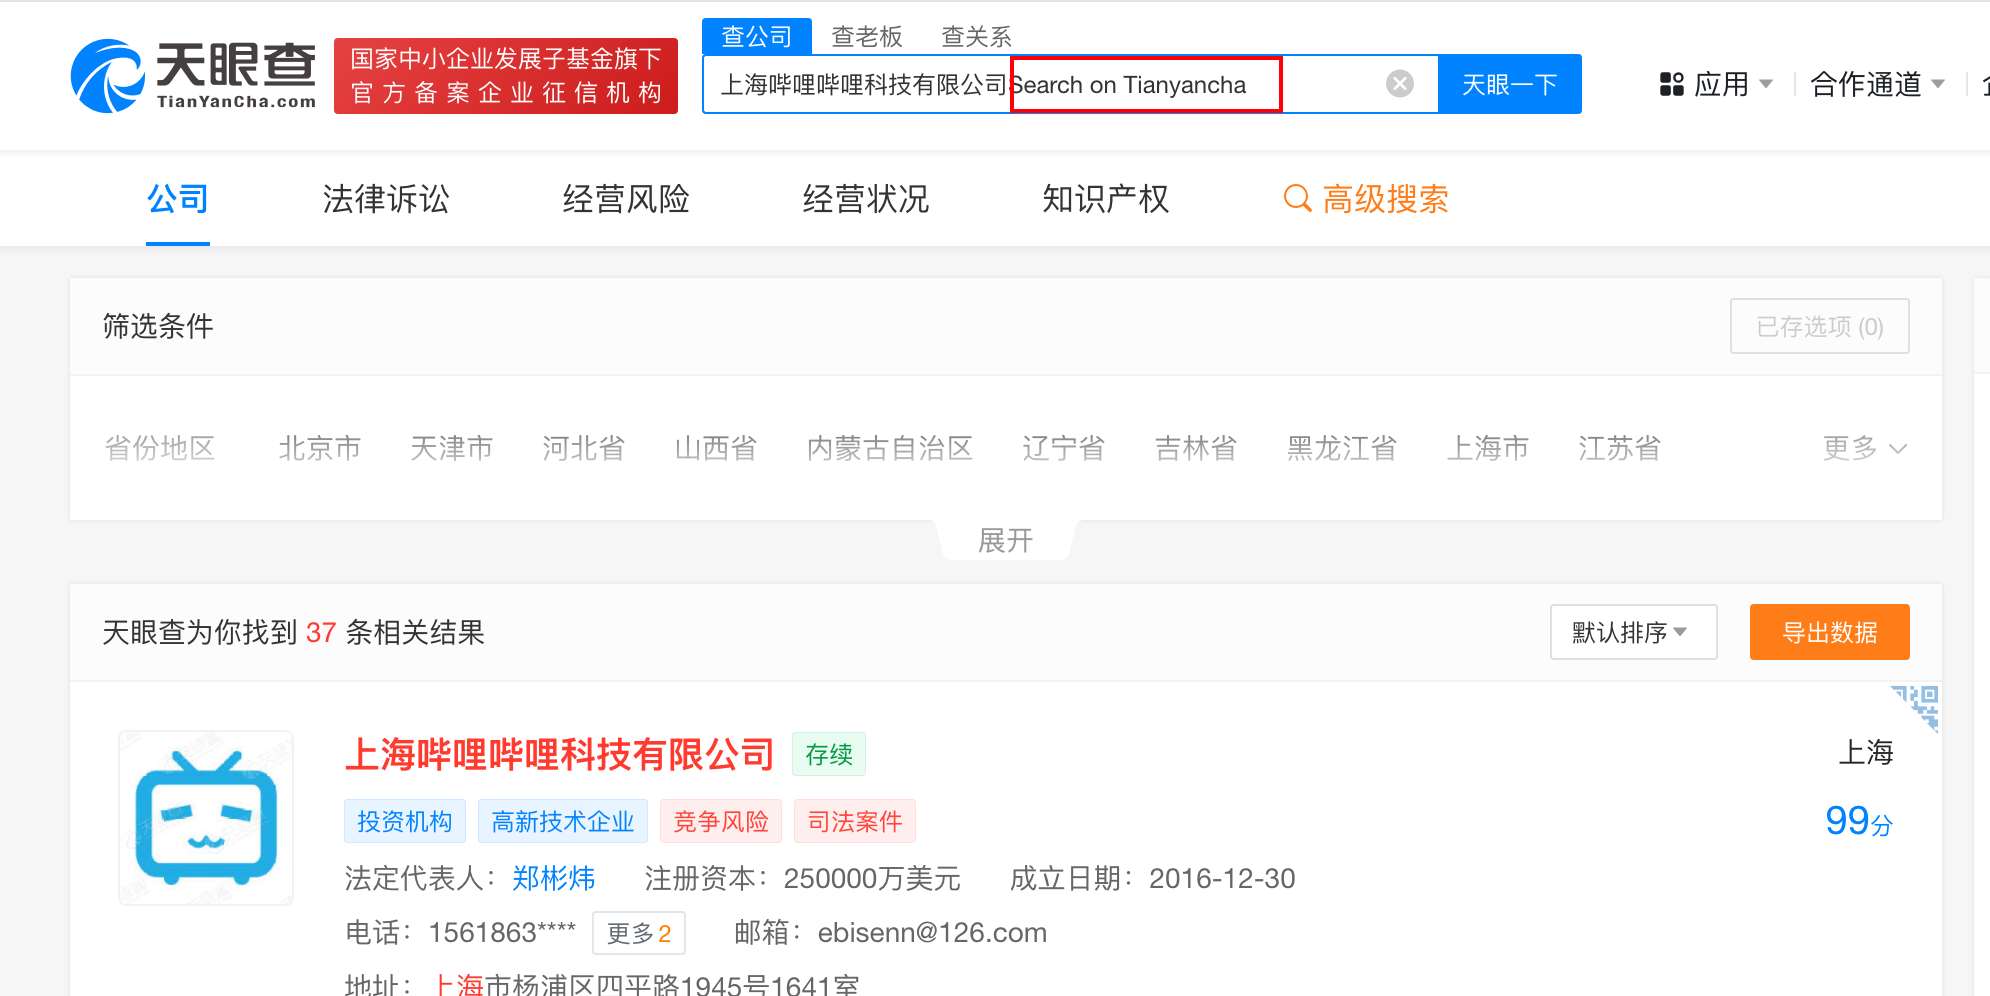 天眼查
TianYanCha.com
国家中小企业发展子基金旗下
官方备案企业征信机构
查公司 查老板 查关系
上海哔哩哔哩科技有限公司Search on Tianyancha
天眼一下
应用 合作通道
公司 法律诉讼 经营风险 经营状况 知识产权 高级搜索
筛选条件 已存选项 (0)
省份地区 北京市 天津市 河北省 山西省 内蒙古自治区 辽宁省 吉林省 黑龙江省 上海市 江苏省 更多
展开
天眼查为你找到 37 条相关结果 默认排序 导出数据
上海哔哩哔哩科技有限公司 存续 上海
投资机构 高新技术企业 竞争风险 司法案件 99分
法定代表人：郑彬炜 注册资本：250000万美元 成立日期：2016-12-30
电话：1561863**** 更多2 邮箱：ebisenn@126.com
地址：上海市杨浦区四平路1945号1641室